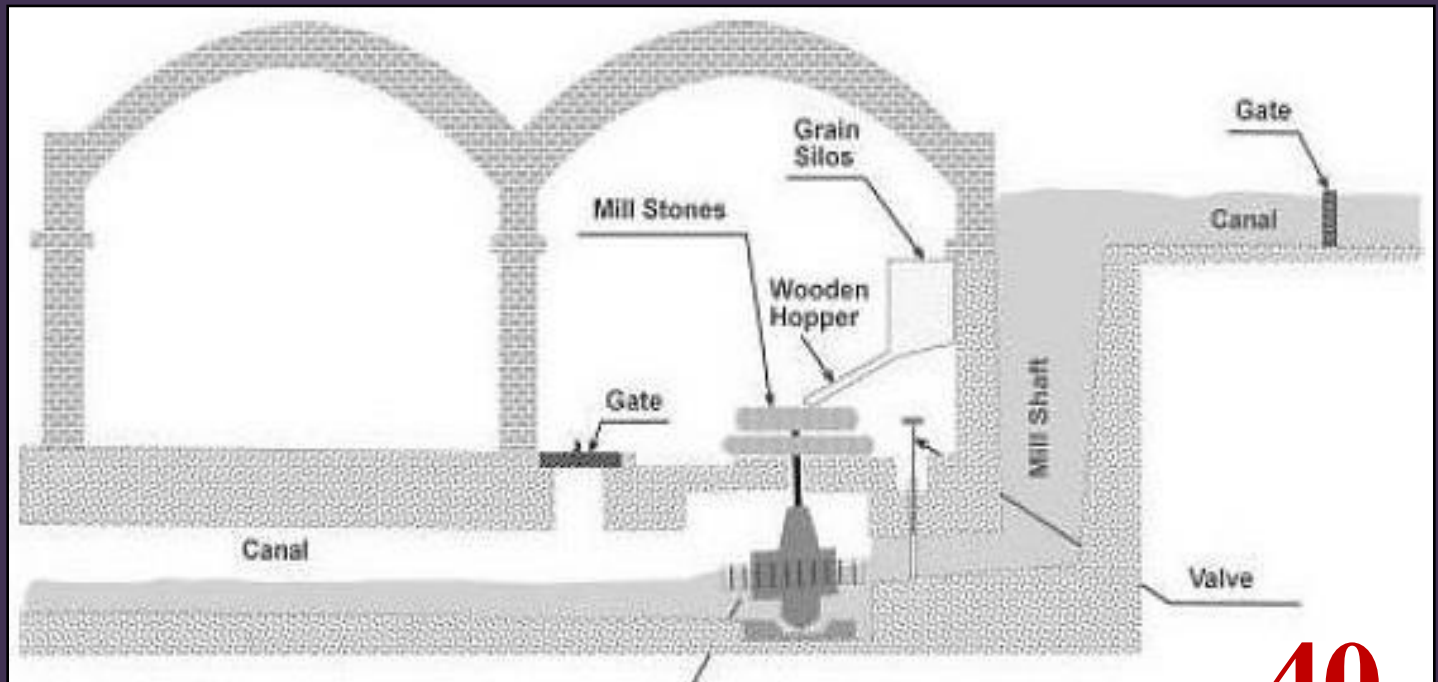 Gate
Grain
Silos
Mill Stones
Canal
Wooden
Hopper
Mill Shaft
Gate
Canal
Valve
40